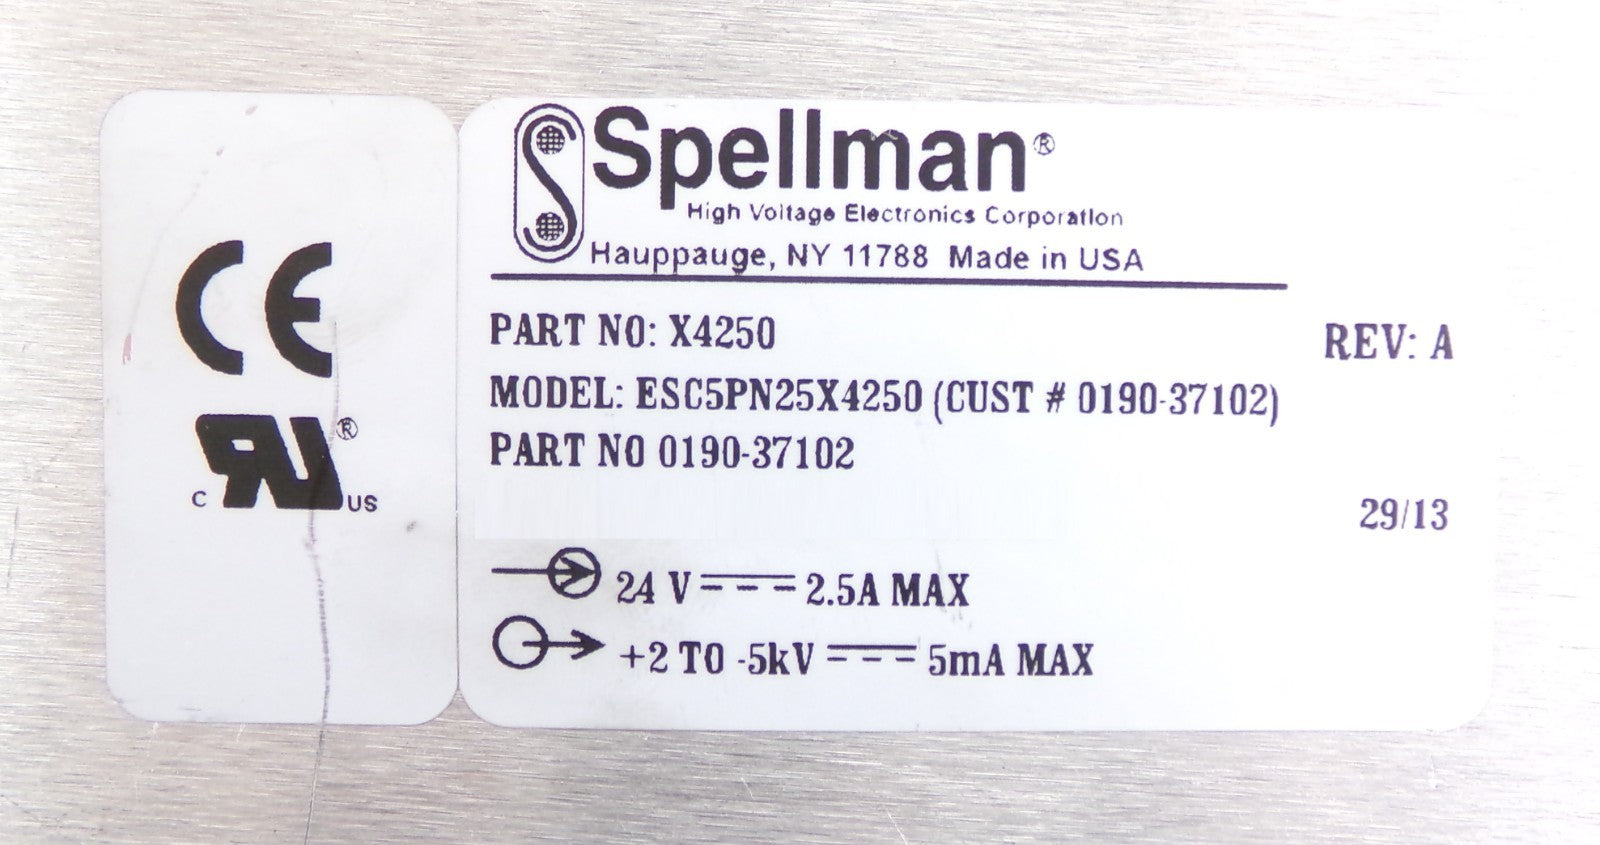 Spellman®
High Voltage Electronics Corporation
Hauppauge, NY 11788 Made in USA
PART NO: X4250
REV: A
MODEL: ESC5PN25X4250 (CUST # 0190-37102)
PART NO 0190-37102
29/13
24 V 2.5A MAX
+2 TO -5kV 5mA MAX
CE
c RU® US